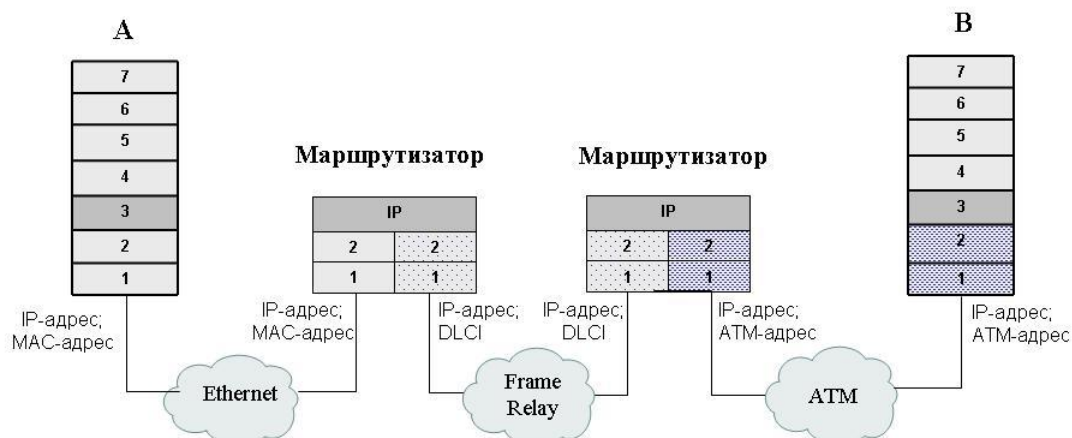 A
B
7
6
5
4
3
2
1
Маршрутизатор
IP
2 2
1 1
Маршрутизатор
IP
2 2
1 1
7
6
5
4
3
2
1
IP-адрес;
MAC-адрес
IP-адрес;
MAC-адрес
IP-адрес;
DLCI
IP-адрес;
DLCI
IP-адрес;
ATM-адрес
IP-адрес;
ATM-адрес
Ethernet
Frame
Relay
ATM